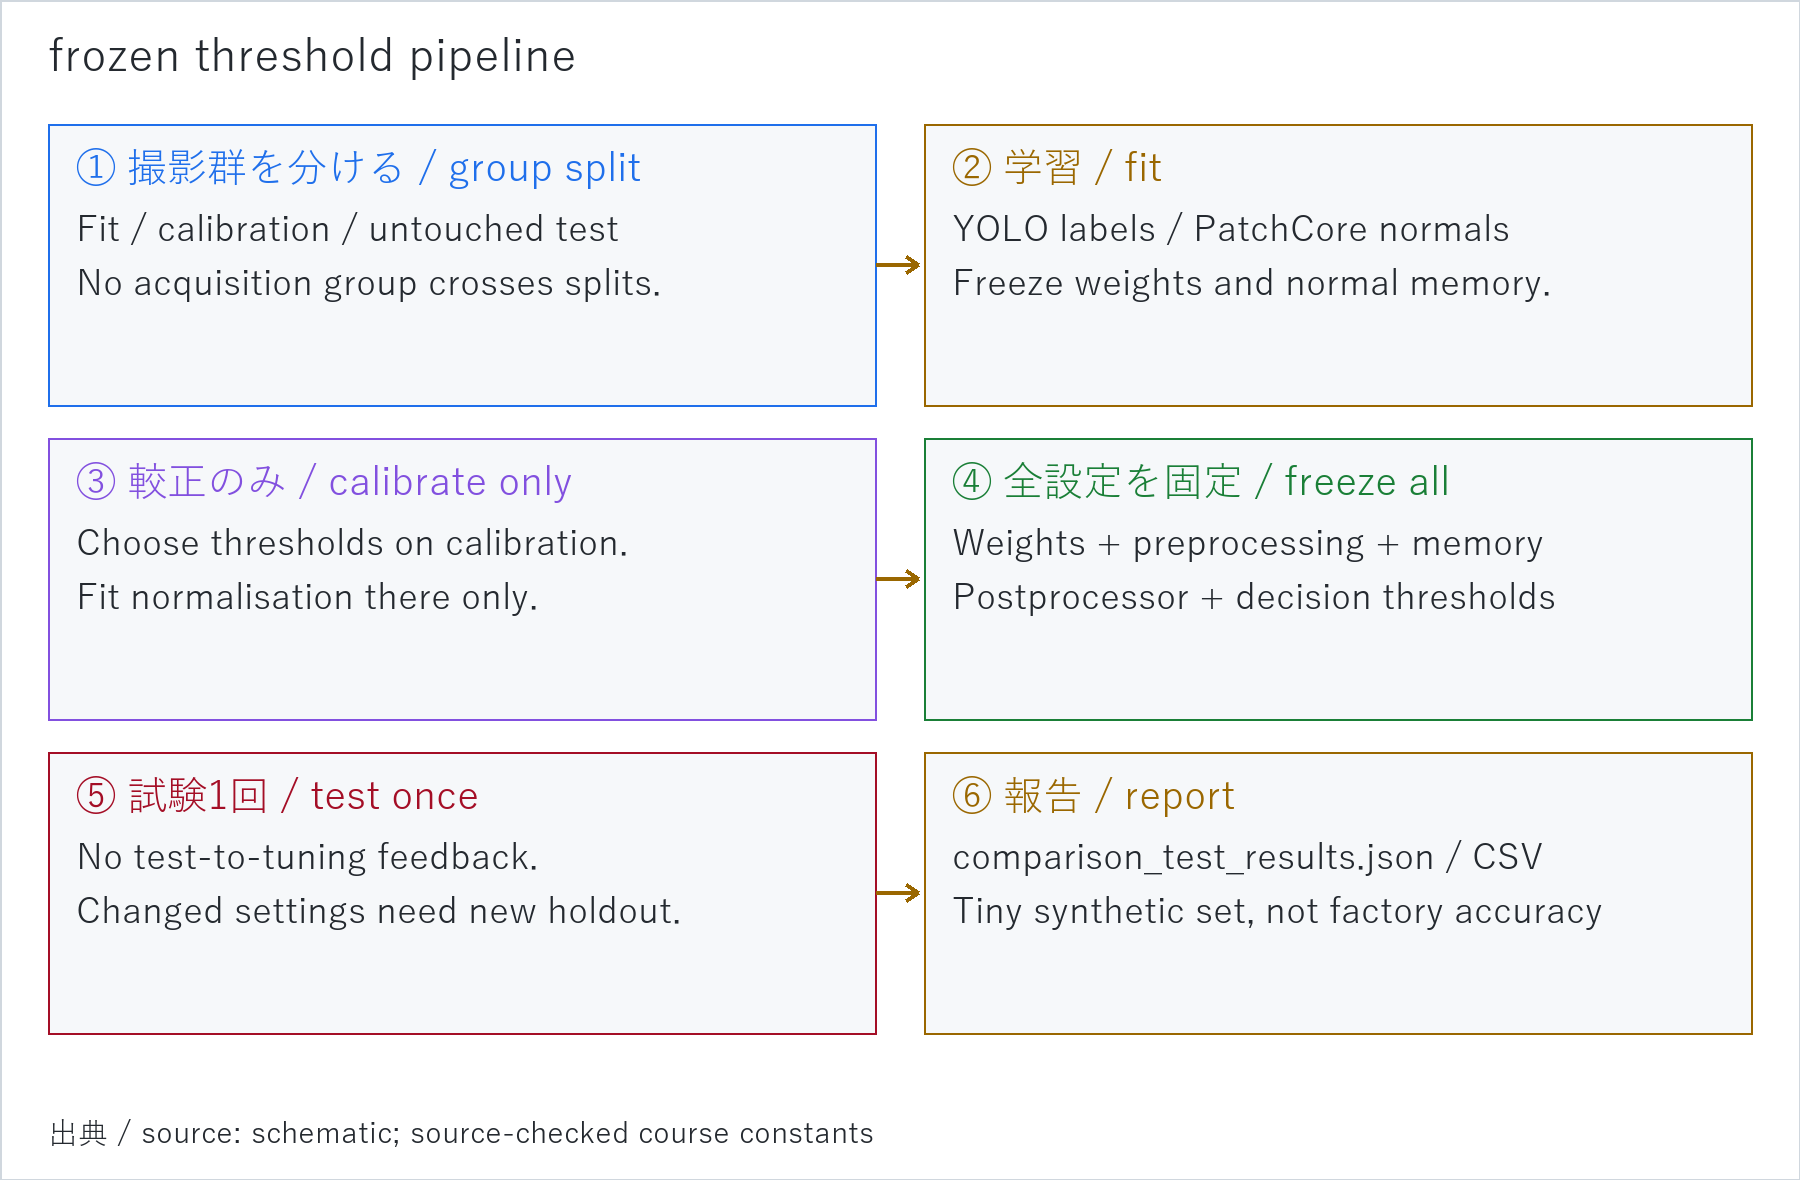 frozen threshold pipeline
① 撮影群を分ける / group split
Fit / calibration / untouched test
No acquisition group crosses splits.
② 学習 / fit
YOLO labels / PatchCore normals
Freeze weights and normal memory.
③ 較正のみ / calibrate only
Choose thresholds on calibration.
Fit normalisation there only.
④ 全設定を固定 / freeze all
Weights + preprocessing + memory
Postprocessor + decision thresholds
⑤ 試験1回 / test once
No test-to-tuning feedback.
Changed settings need new holdout.
⑥ 報告 / report
comparison_test_results.json / CSV
Tiny synthetic set, not factory accuracy
出典 / source: schematic; source-checked course constants